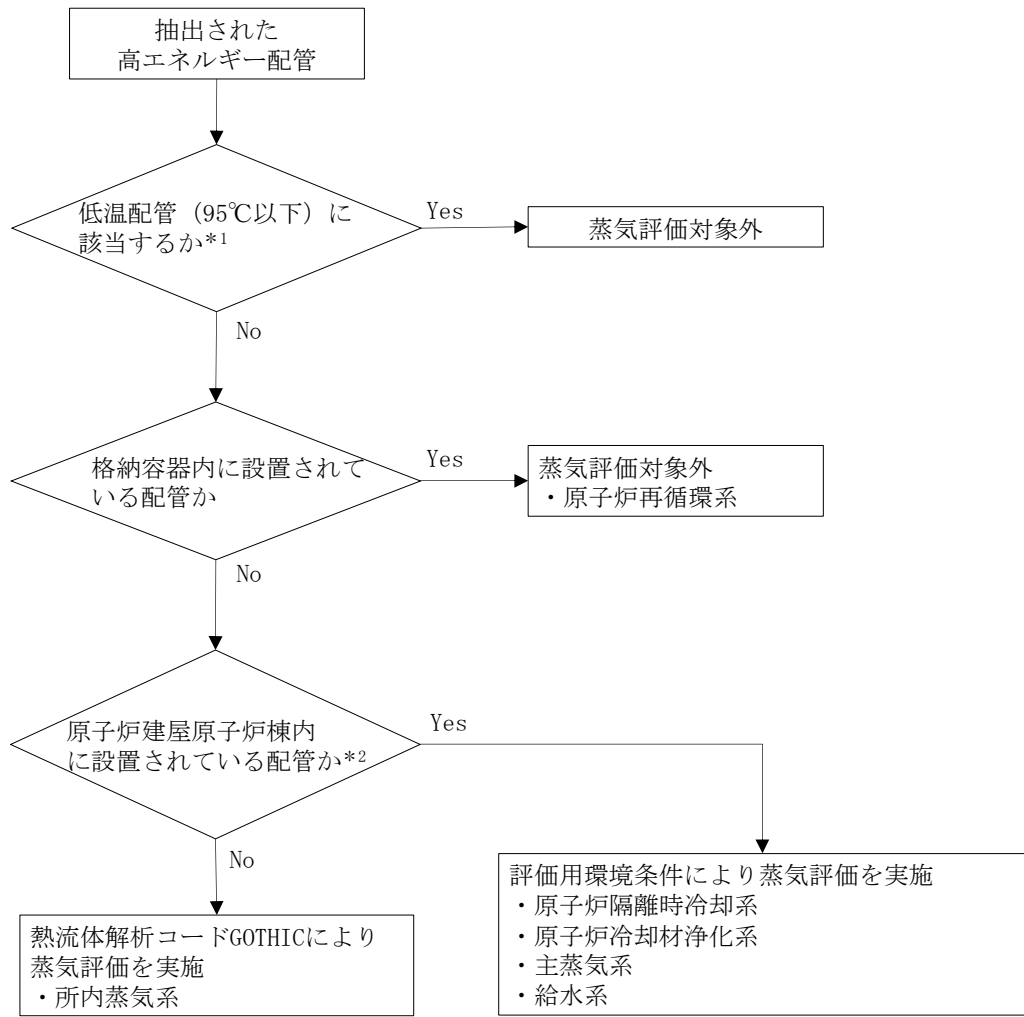 抽出された
高エネルギー配管
低温配管（95℃以下）に
該当するか*1
Yes
蒸気評価対象外
No
格納容器内に設置されて
いる配管か
Yes
蒸気評価対象外
・原子炉再循環系
No
原子炉建屋原子炉棟内
に設置されている配管か*2
Yes
No
評価用環境条件により蒸気評価を実施
・原子炉隔離時冷却系
・原子炉冷却材浄化系
・主蒸気系
・給水系
熱流体解析コードGOTHICにより
蒸気評価を実施
・所内蒸気系